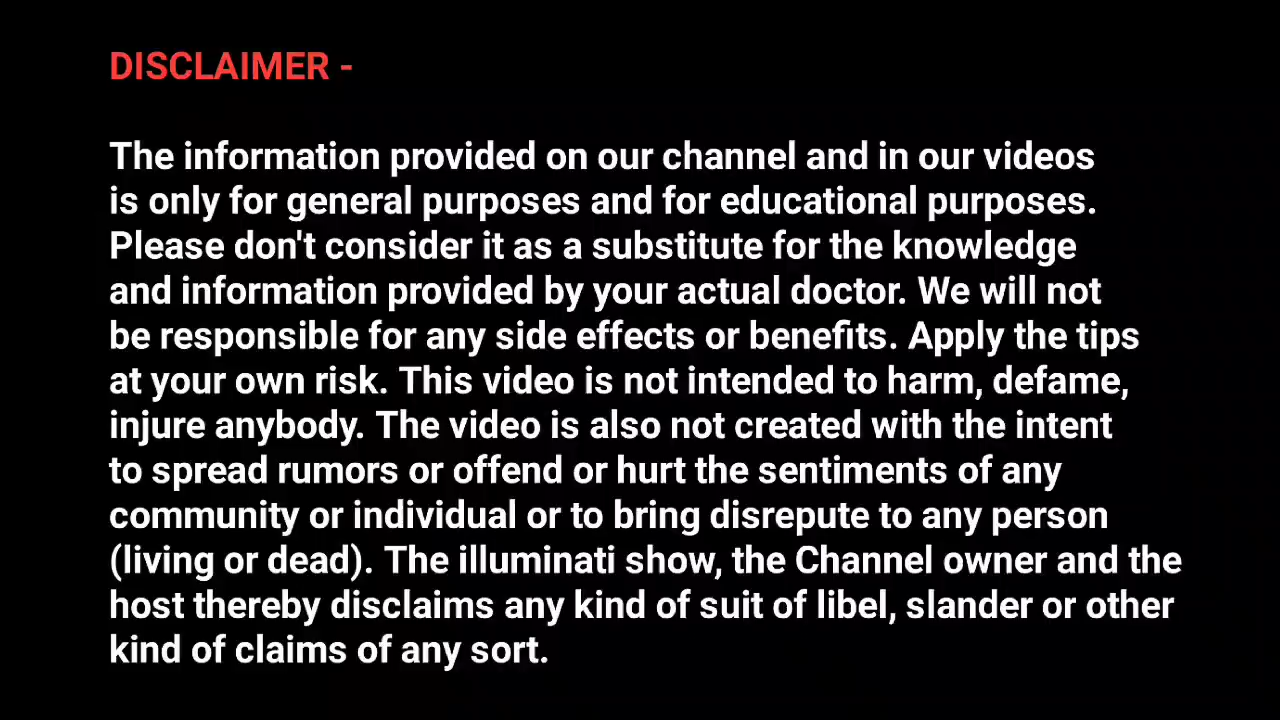 DISCLAIMER -
The information provided on our channel and in our videos
is only for general purposes and for educational purposes.
Please don't consider it as a substitute for the knowledge
and information provided by your actual doctor. We will not
be responsible for any side effects or benefits. Apply the tips
at your own risk. This video is not intended to harm, defame,
injure anybody. The video is also not created with the intent
to spread rumors or offend or hurt the sentiments of any
community or individual or to bring disrepute to any person
(living or dead). The illuminati show, the Channel owner and the
host thereby disclaims any kind of suit of libel, slander or other
kind of claims of any sort.